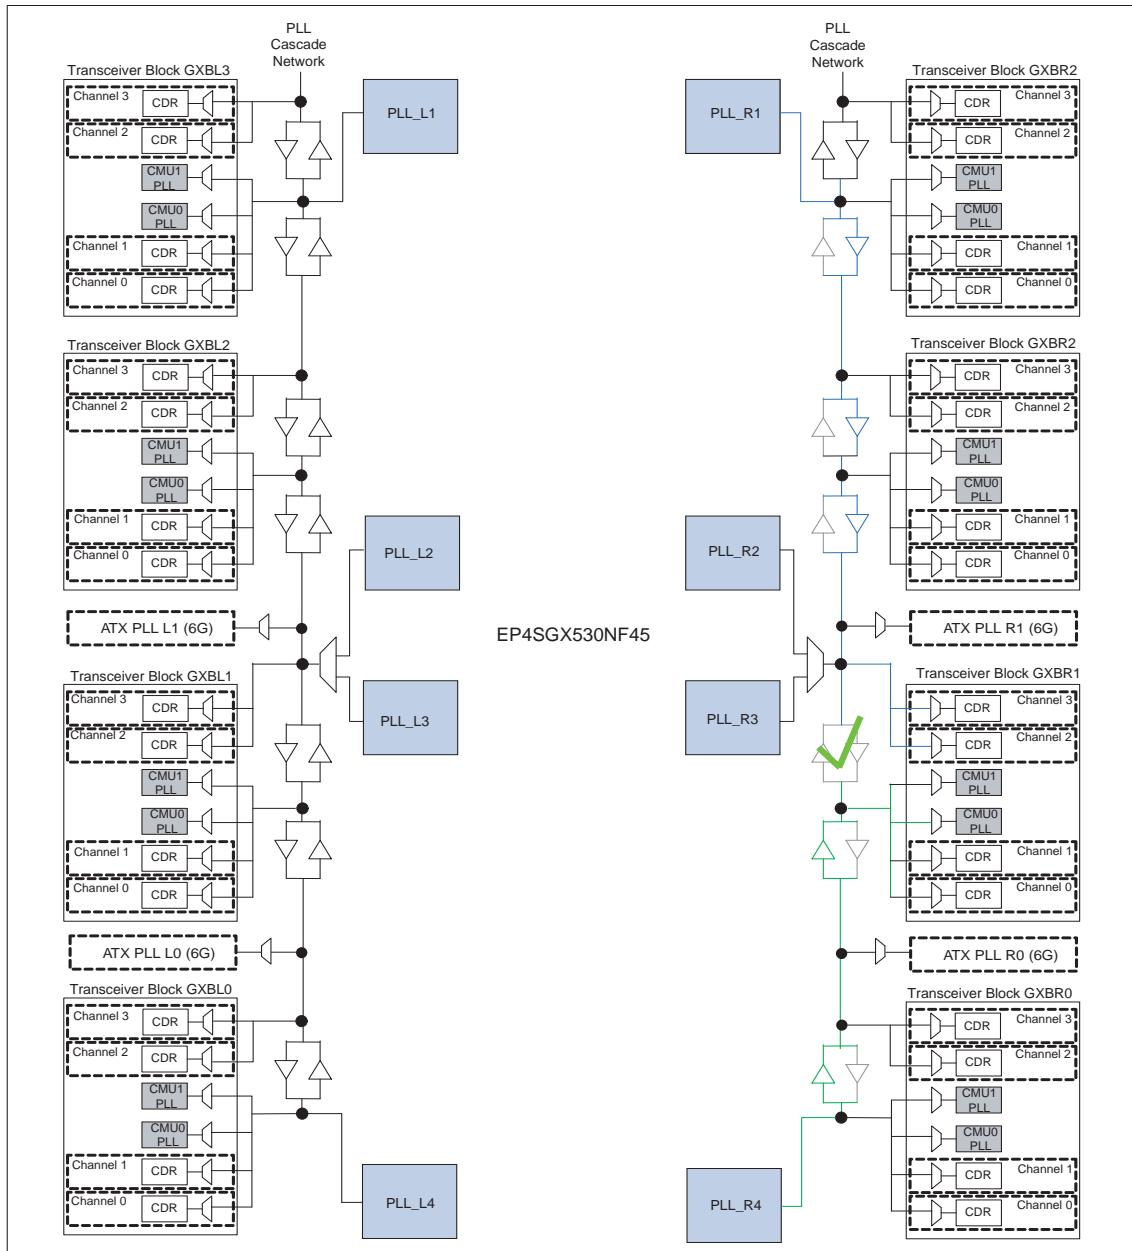 PLL
Cascade
Network
Transceiver Block GXBL3
Channel 3
CDR
Channel 2
CDR
CMU1
PLL
CMU0
PLL
Channel 1
CDR
Channel 0
CDR
PLL_L1
Transceiver Block GXBL2
Channel 3
CDR
Channel 2
CDR
CMU1
PLL
CMU0
PLL
Channel 1
CDR
Channel 0
CDR
PLL_L2
ATX PLL L1 (6G)
Transceiver Block GXBL1
Channel 3
CDR
Channel 2
CDR
CMU1
PLL
CMU0
PLL
Channel 1
CDR
Channel 0
CDR
PLL_L3
ATX PLL L0 (6G)
Transceiver Block GXBL0
Channel 3
CDR
Channel 2
CDR
CMU1
PLL
CMU0
PLL
Channel 1
CDR
Channel 0
CDR
PLL_L4
EP4SGX530NF45
PLL
Cascade
Network
PLL_R1
Transceiver Block GXBR2
Channel 3
CDR
Channel 2
CDR
CMU1
PLL
CMU0
PLL
Channel 1
CDR
Channel 0
CDR
Transceiver Block GXBR2
Channel 3
CDR
Channel 2
CDR
CMU1
PLL
CMU0
PLL
Channel 1
CDR
Channel 0
CDR
PLL_R2
ATX PLL R1 (6G)
PLL_R3
Transceiver Block GXBR1
Channel 3
CDR
Channel 2
CDR
CMU1
PLL
CMU0
PLL
Channel 1
CDR
Channel 0
CDR
ATX PLL R0 (6G)
Transceiver Block GXBR0
Channel 3
CDR
Channel 2
CDR
CMU1
PLL
CMU0
PLL
Channel 1
CDR
Channel 0
CDR
PLL_R4